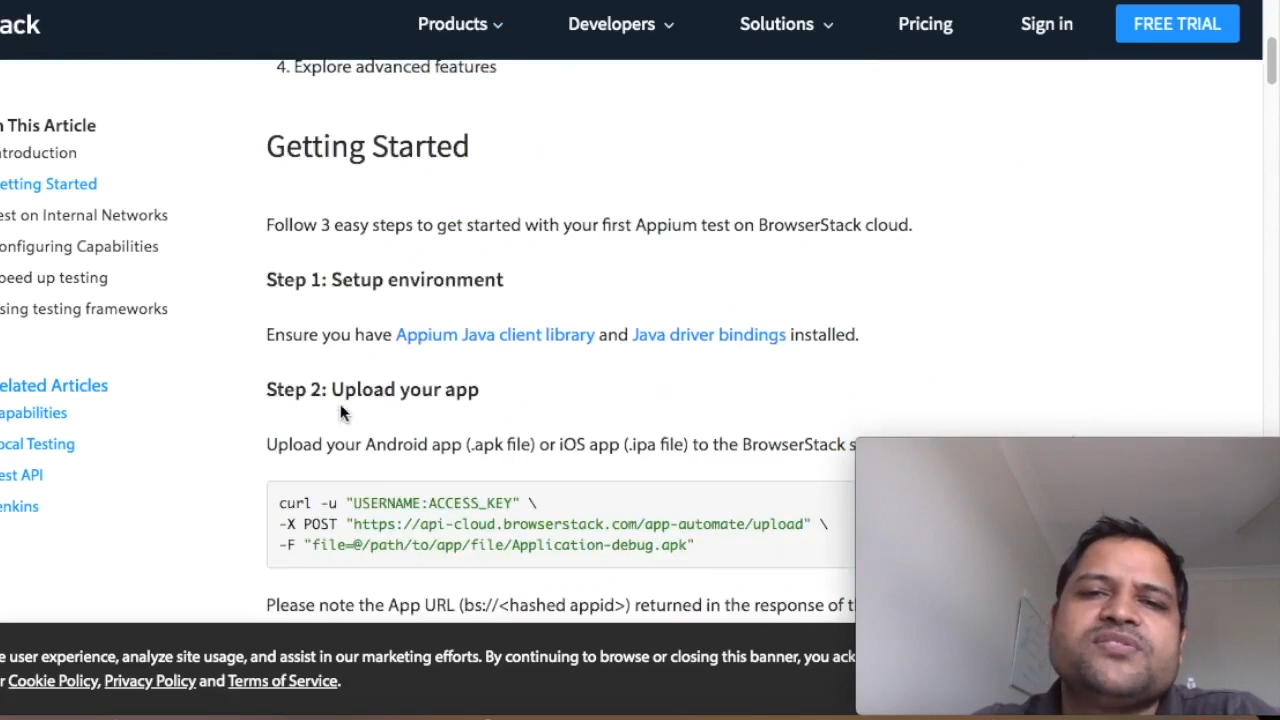 ack
Products
Developers
Solutions
Pricing
Sign in
FREE TRIAL
4. Explore advanced features
n This Article
ntroduction
etting Started
est on Internal Networks
onfiguring Capabilities
peed up testing
sing testing frameworks
elated Articles
apabilities
ocal Testing
est API
enkins
Getting Started
Follow 3 easy steps to get started with your first Appium test on BrowserStack cloud.
Step 1: Setup environment
Ensure you have Appium Java client library and Java driver bindings installed.
Step 2: Upload your app
Upload your Android app (.apk file) or iOS app (.ipa file) to the BrowserStack s
curl -u "USERNAME:ACCESS_KEY" \
-X POST "https://api-cloud.browserstack.com/app-automate/upload" \
-F "file=@/path/to/app/file/Application-debug.apk"
Please note the App URL (bs://<hashed appid>) returned in the response of t
e user experience, analyze site usage, and assist in our marketing efforts. By continuing to browse or closing this banner, you ack
r Cookie Policy, Privacy Policy and Terms of Service.